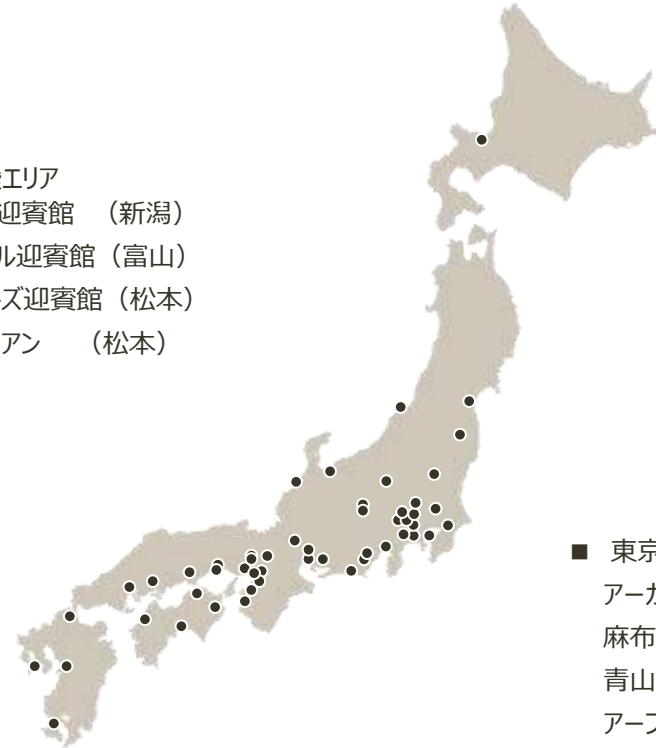 エリア
迎賓館 （新潟）
ル迎賓館（富山）
ズ迎賓館（松本）
アン （松本）
■ 東京
アーカ
麻布
青山
アーフ